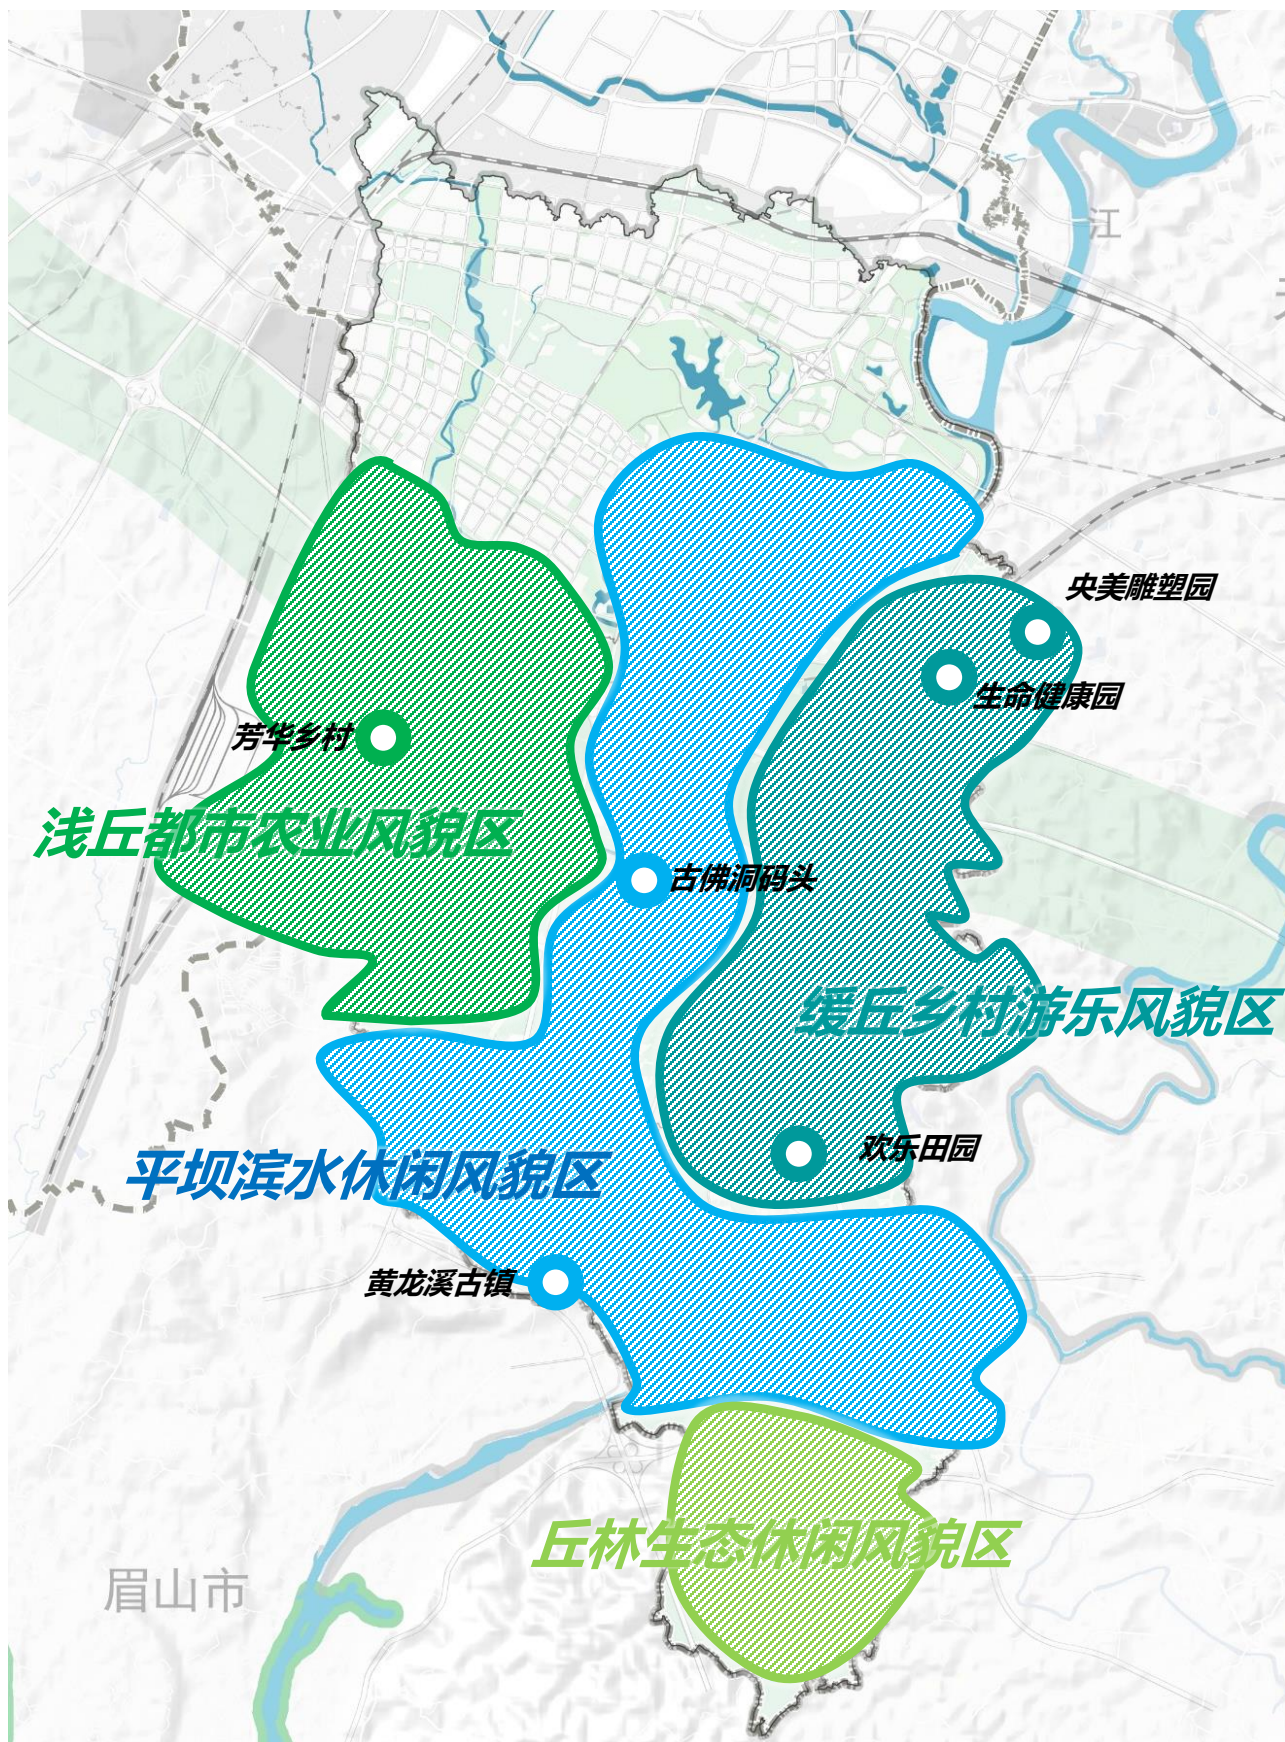 江
央美雕塑园
生命健康园
芳华乡村
浅丘都市农业风貌区
古佛洞码头
缓丘乡村游乐风貌区
欢乐田园
平坝滨水休闲风貌区
黄龙溪古镇
丘林生态休闲风貌区
眉山市